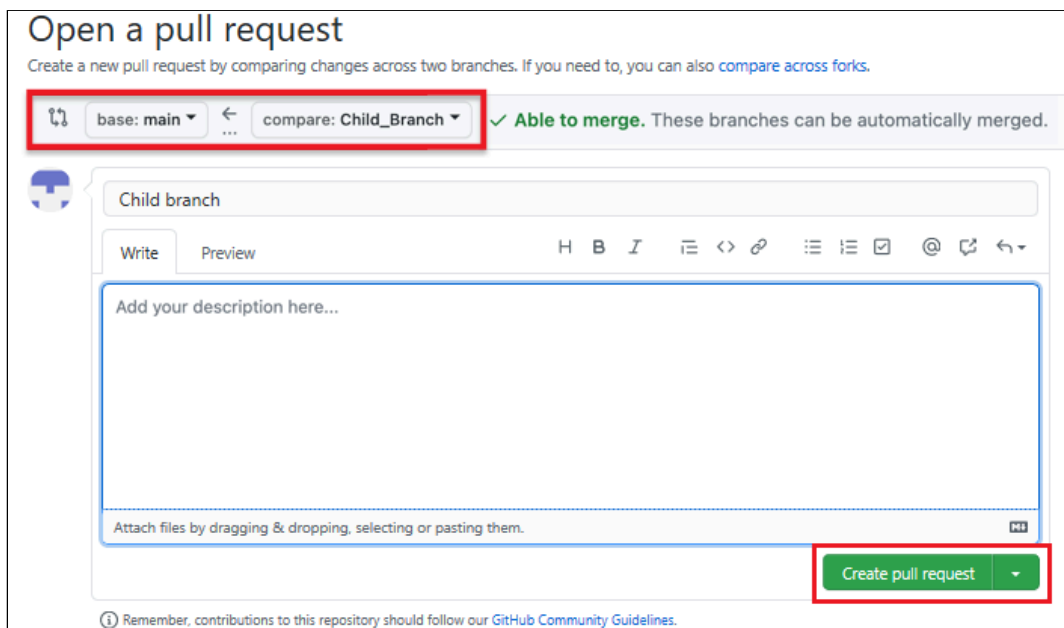 Open a pull request
Create a new pull request by comparing changes across two branches. If you need to, you can also compare across forks.
base: main ← ... compare: Child_Branch ✓ Able to merge. These branches can be automatically merged.
Child branch
Write Preview
Add your description here...
Attach files by dragging & dropping, selecting or pasting them.
Create pull request
Remember, contributions to this repository should follow our GitHub Community Guidelines.